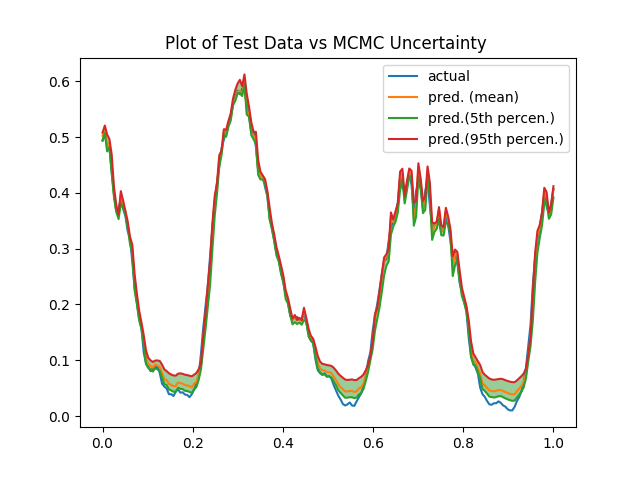 Plot of Test Data vs MCMC Uncertainty
actual
pred. (mean)
pred.(5th percen.)
pred.(95th percen.)
0.6
0.5
0.4
0.3
0.2
0.1
0.0
0.0 0.2 0.4 0.6 0.8 1.0